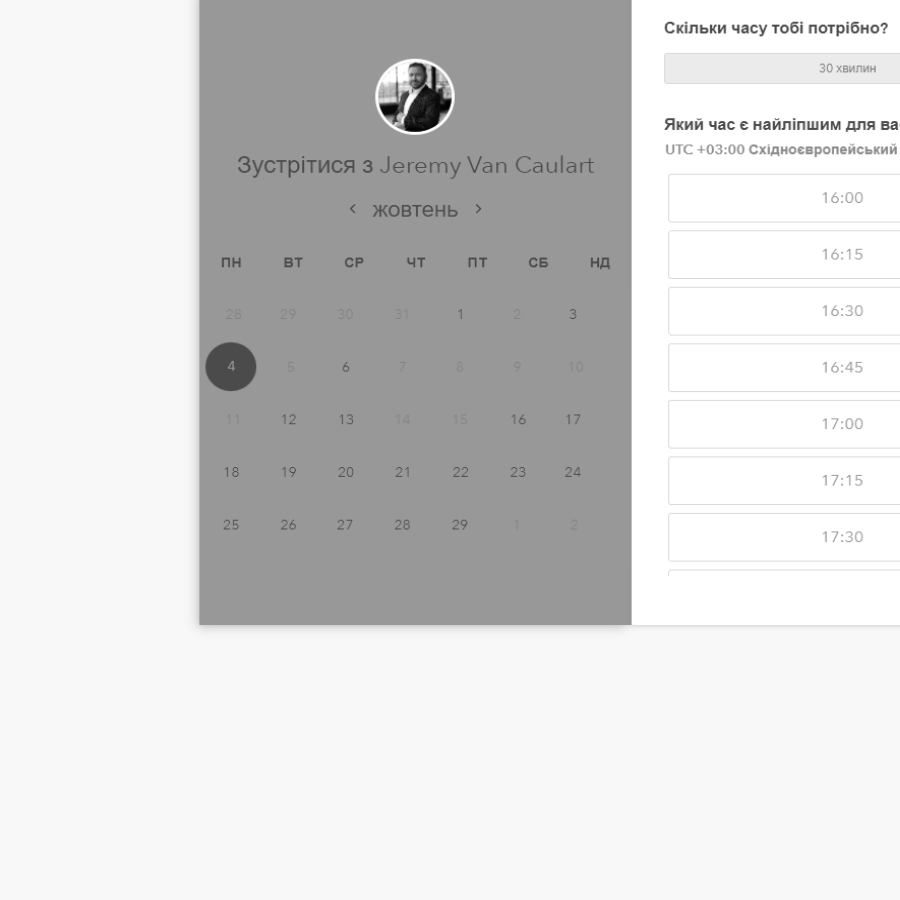 Зустрітися з Jeremy Van Caulart
‹ жовтень ›
ПН ВТ СР ЧТ ПТ СБ НД
28 29 30 31 1 2 3
4 5 6 7 8 9 10
11 12 13 14 15 16 17
18 19 20 21 22 23 24
25 26 27 28 29 1 2
Скільки часу тобі потрібно?
30 хвилин
Який час є найліпшим для ва
UTC +03:00 Східноєвропейський
16:00
16:15
16:30
16:45
17:00
17:15
17:30